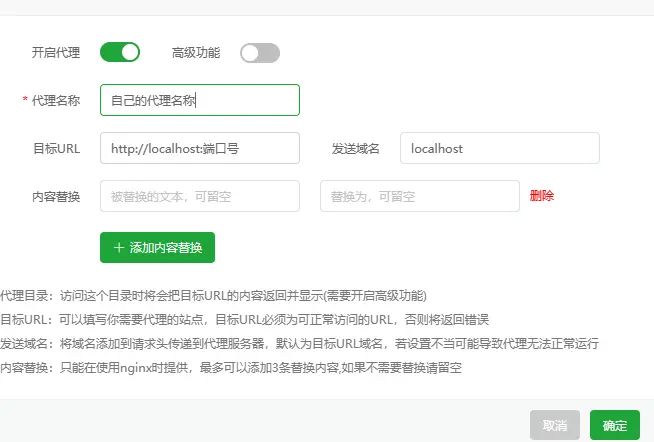 开启代理 高级功能
* 代理名称 自己的代理名称
目标URL http://localhost:端口号 发送域名 localhost
内容替换 被替换的文本，可留空 替换为，可留空 删除
＋ 添加内容替换
代理目录：访问这个目录时将会把目标URL的内容返回并显示(需要开启高级功能)
目标URL：可以填写你需要代理的站点，目标URL必须为可正常访问的URL，否则将返回错误
发送域名：将域名添加到请求头传递到代理服务器，默认为目标URL域名，若设置不当可能导致代理无法正常运行
内容替换：只能在使用nginx时提供，最多可以添加3条替换内容,如果不需要替换请留空
取消 确定